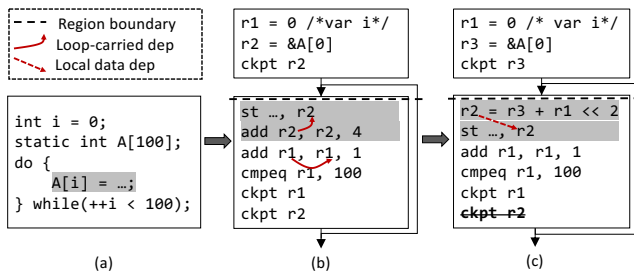 Region boundary
Loop-carried dep
Local data dep
int i = 0;
static int A[100];
do {
A[i] = …;
} while(++i < 100);
(a)
r1 = 0 /*var i*/
r2 = &A[0]
ckpt r2
st …, r2
add r2, r2, 4
add r1, r1, 1
cmpeq r1, 100
ckpt r1
ckpt r2
(b)
r1 = 0 /* var i*/
r3 = &A[0]
ckpt r3
r2 = r3 + r1 << 2
st …, r2
add r1, r1, 1
cmpeq r1, 100
ckpt r1
ckpt r2
(c)